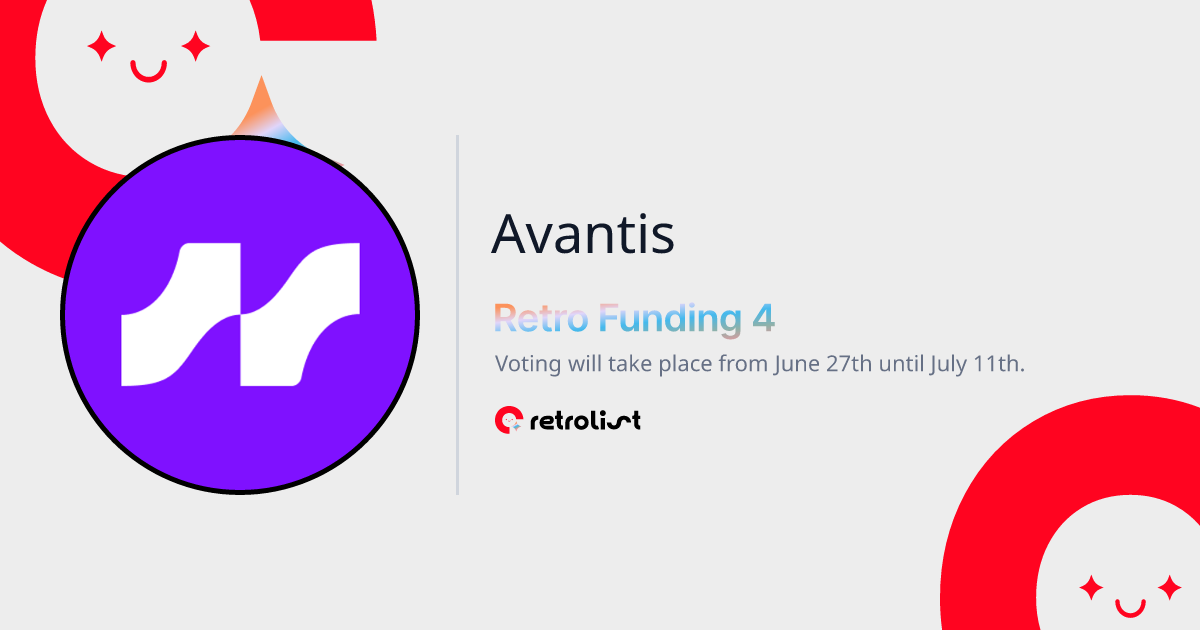 Avantis
Retro Funding 4
Voting will take place from June 27th until July 11th.
retrolist